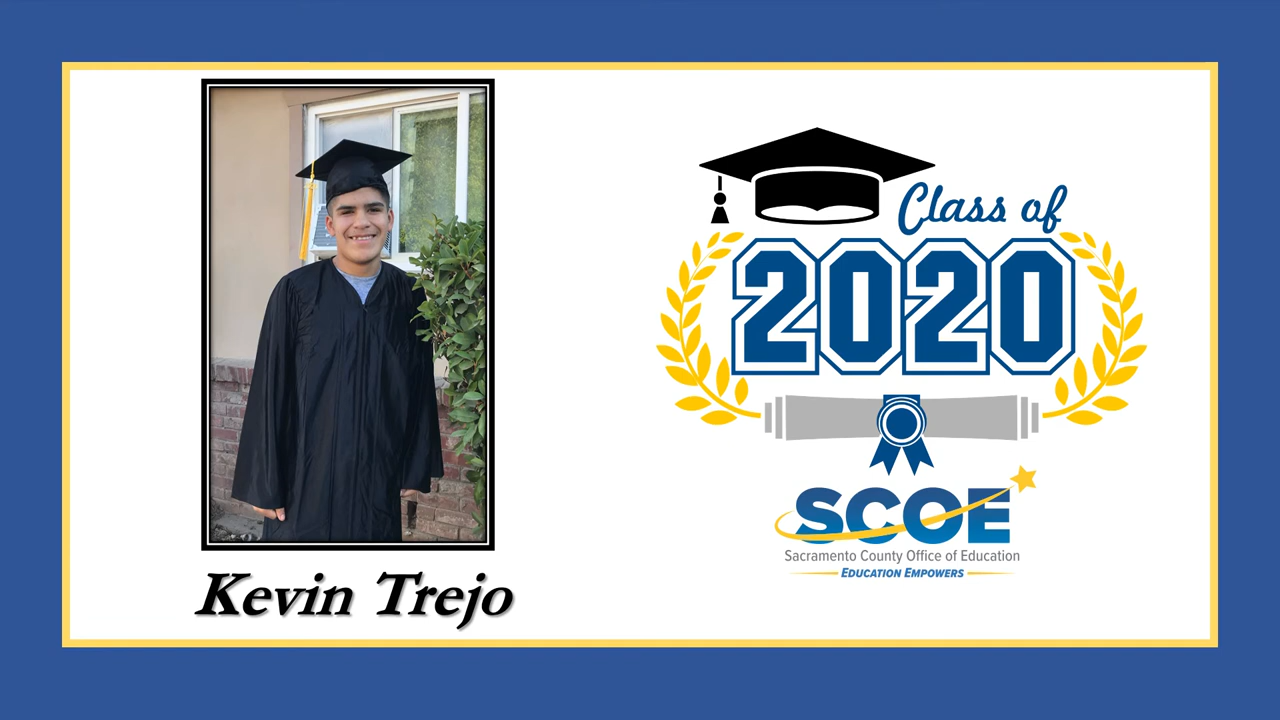 Kevin Trejo
Class of
2020
SCOE
Sacramento County Office of Education
EDUCATION EMPOWERS